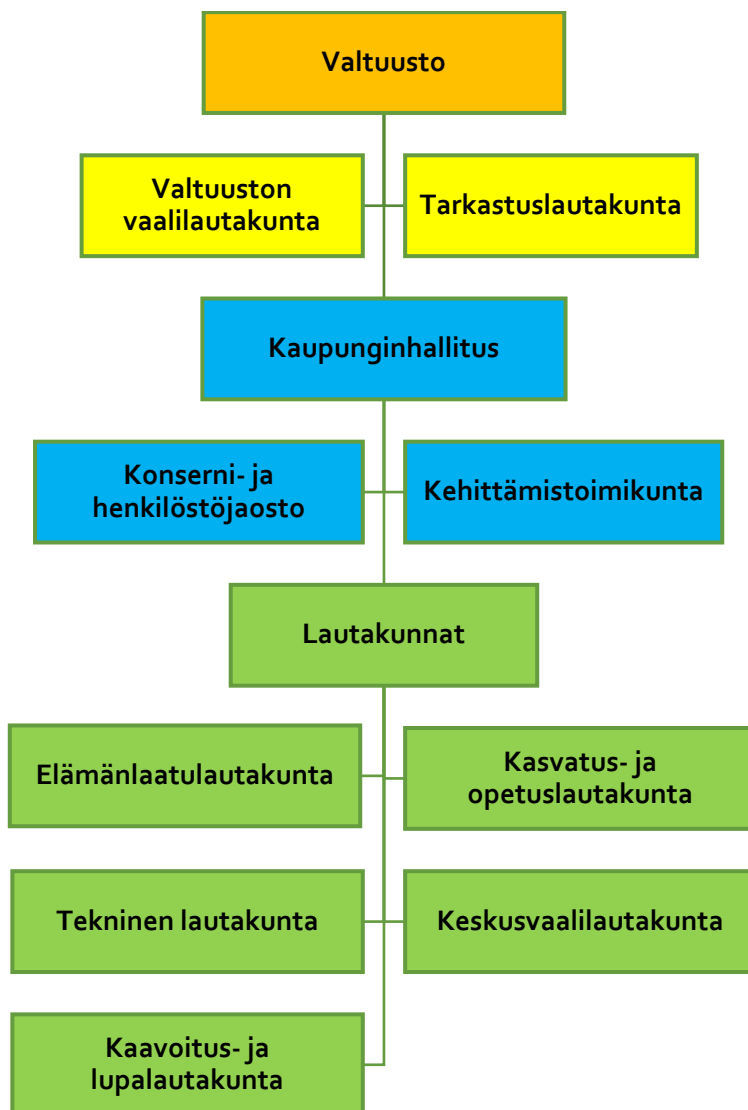 Valtuusto
Valtuuston
vaalilautakunta
Tarkastuslautakunta
Kaupunginhallitus
Konserni- ja
henkilöstöjaosto
Kehittämistoimikunta
Lautakunnat
Elämänlaatulautakunta
Kasvatus- ja
opetuslautakunta
Tekninen lautakunta
Keskusvaalilautakunta
Kaavoitus- ja
lupalautakunta